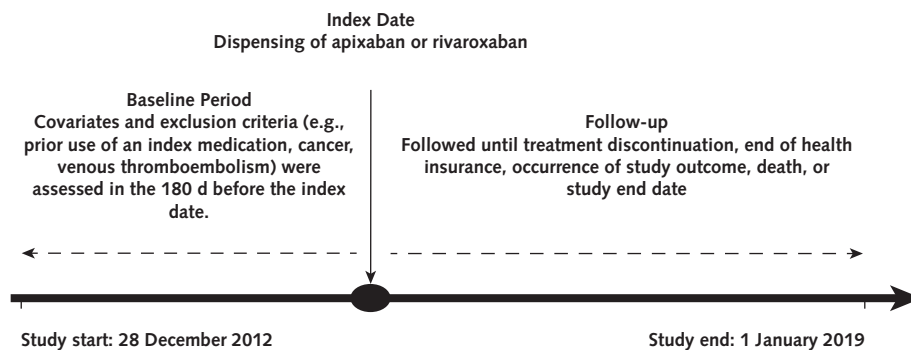 Index Date
Dispensing of apixaban or rivaroxaban
Baseline Period
Covariates and exclusion criteria (e.g.,
prior use of an index medication, cancer,
venous thromboembolism) were
assessed in the 180 d before the index
date.
Follow-up
Followed until treatment discontinuation, end of health
insurance, occurrence of study outcome, death, or
study end date
Study start: 28 December 2012
Study end: 1 January 2019